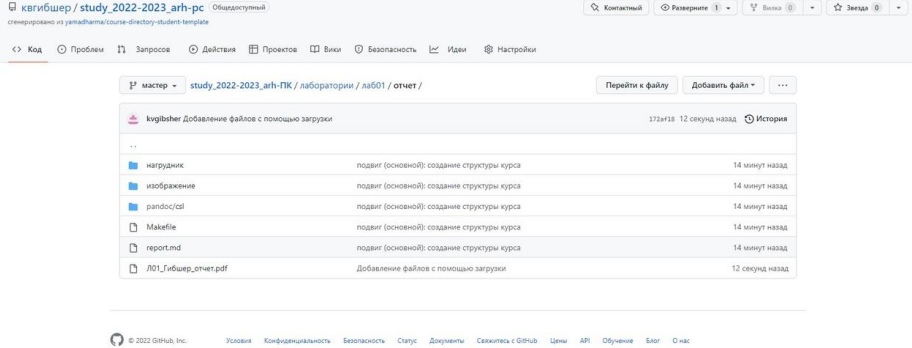 квгибшер / study_2022-2023_arh-pc Общедоступный
Контактный Разверните 1 Вилка 0 Звезда 0
сгенерировано из yamadharma/course-directory-student-template
Код Проблем Запросов Действия Проектов Вики Безопасность Идеи Настройки
мастер study_2022-2023_arh-ПК / лаборатории / лаб01 / отчет / Перейти к файлу Добавить файл ...
kvgibsher Добавление файлов с помощью загрузки 172af18 12 секунд назад История
..
нагрудник подвиг (основной): создание структуры курса 14 минут назад
изображение подвиг (основной): создание структуры курса 14 минут назад
pandoc/csl подвиг (основной): создание структуры курса 14 минут назад
Makefile подвиг (основной): создание структуры курса 14 минут назад
report.md подвиг (основной): создание структуры курса 14 минут назад
Л01_Гибшер_отчет.pdf Добавление файлов с помощью загрузки 12 секунд назад
© 2022 GitHub, Inc. Условия Конфиденциальность Безопасность Статус Документы Свяжитесь с GitHub Цены API Обучение Блог О нас